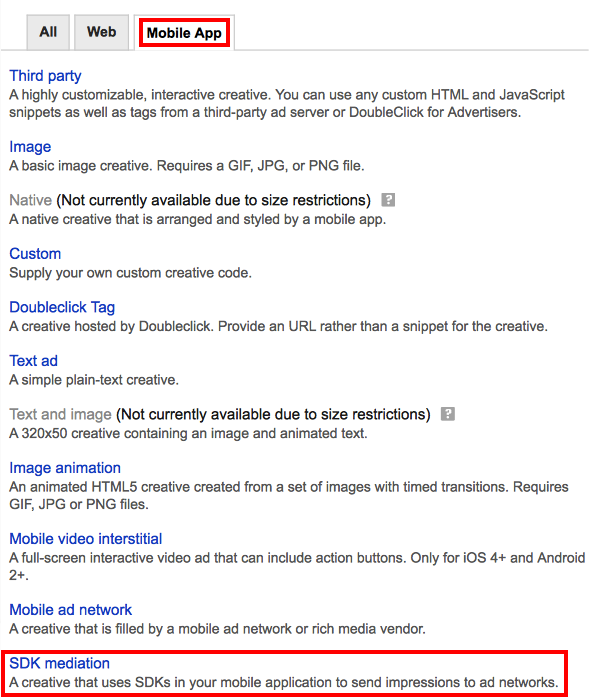 All Web Mobile App
Third party
A highly customizable, interactive creative. You can use any custom HTML and JavaScript
snippets as well as tags from a third-party ad server or DoubleClick for Advertisers.
Image
A basic image creative. Requires a GIF, JPG, or PNG file.
Native (Not currently available due to size restrictions) ?
A native creative that is arranged and styled by a mobile app.
Custom
Supply your own custom creative code.
Doubleclick Tag
A creative hosted by Doubleclick. Provide an URL rather than a snippet for the creative.
Text ad
A simple plain-text creative.
Text and image (Not currently available due to size restrictions) ?
A 320x50 creative containing an image and animated text.
Image animation
An animated HTML5 creative created from a set of images with timed transitions. Requires
GIF, JPG or PNG files.
Mobile video interstitial
A full-screen interactive video ad that can include action buttons. Only for iOS 4+ and Android
2+.
Mobile ad network
A creative that is filled by a mobile ad network or rich media vendor.
SDK mediation
A creative that uses SDKs in your mobile application to send impressions to ad networks.